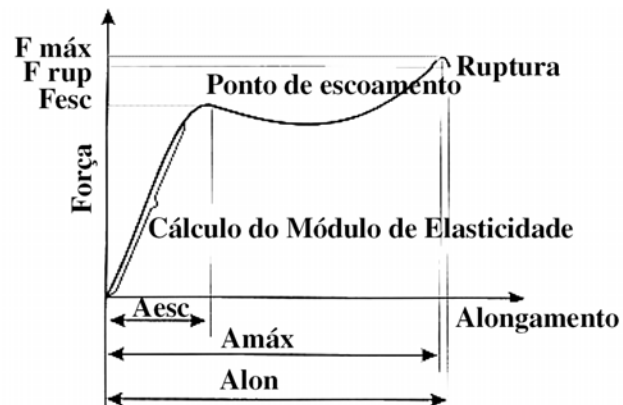 F máx
F rup
Fesc
Ponto de escoamento
Ruptura
Força
Cálculo do Módulo de Elasticidade
Aesc
Alongamento
Amáx
Alon